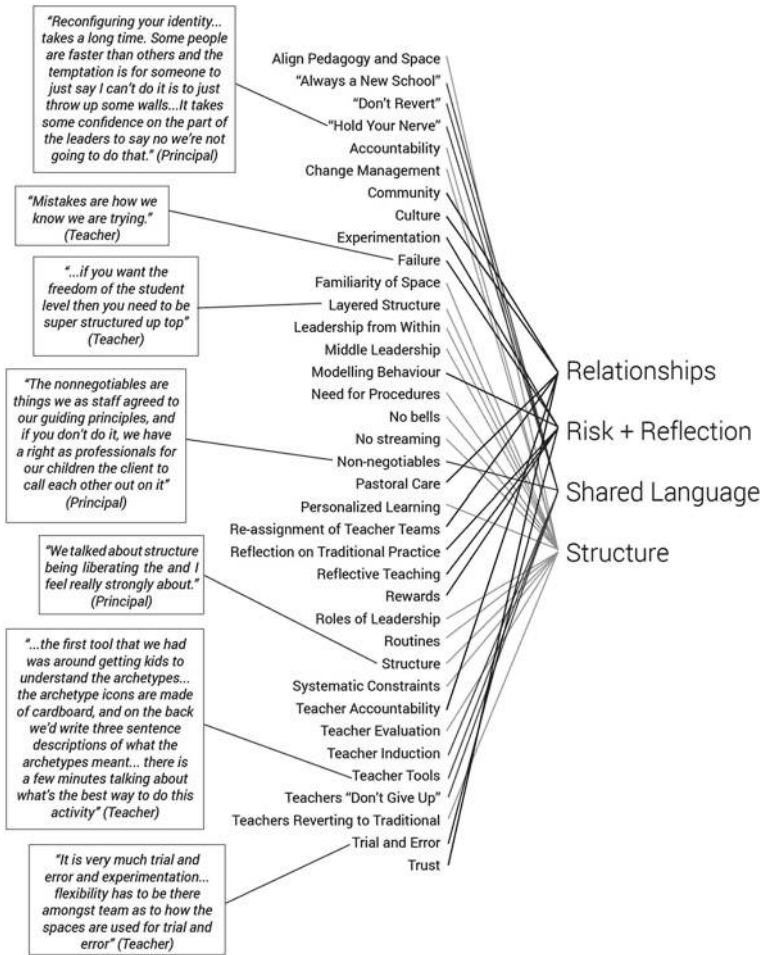 “Reconfiguring your identity...
takes a long time. Some people
are faster than others and the
temptation is for someone to
just say I can’t do it is to just
throw up some walls...It takes
some confidence on the part of
the leaders to say no we’re not
going to do that.” (Principal)
“Mistakes are how we
know we are trying.”
(Teacher)
“...if you want the
freedom of the student
level then you need to be
super structured up top”
(Teacher)
“The nonnegotiables are
things we as staff agreed to
our guiding principles, and
if you don’t do it, we have
a right as professionals for
our children the client to
call each other out on it”
(Principal)
“We talked about structure
being liberating the and I
feel really strongly about.”
(Principal)
“...the first tool that we had
was around getting kids to
understand the archetypes...
the archetype icons are made
of cardboard, and on the back
we’d write three sentence
descriptions of what the
archetypes meant... there is
a few minutes talking about
what’s the best way to do this
activity” (Teacher)
“It is very much trial and
error and experimentation...
flexibility has to be there
amongst team as to how the
spaces are used for trial and
error” (Teacher)
Align Pedagogy and Space
“Always a New School”
“Don’t Revert”
“Hold Your Nerve”
Accountability
Change Management
Community
Culture
Experimentation
Failure
Familiarity of Space
Layered Structure
Leadership from Within
Middle Leadership
Modelling Behaviour
Need for Procedures
No bells
No streaming
Non-negotiables
Pastoral Care
Personalized Learning
Re-assignment of Teacher Teams
Reflection on Traditional Practice
Reflective Teaching
Rewards
Roles of Leadership
Routines
Structure
Systematic Constraints
Teacher Accountability
Teacher Evaluation
Teacher Induction
Teacher Tools
Teachers “Don’t Give Up”
Teachers Reverting to Traditional
Trial and Error
Trust
Relationships
Risk + Reflection
Shared Language
Structure